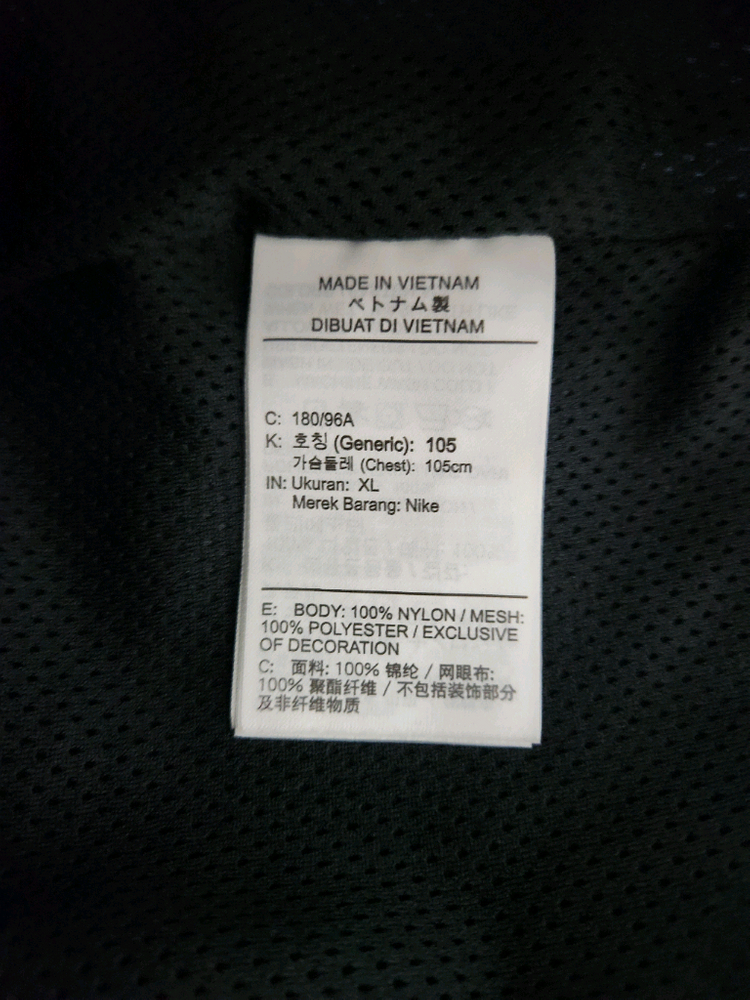 MADE IN VIETNAM
ベトナム製
DIBUAT DI VIETNAM
C: 180/96A
K: 호칭 (Generic): 105
가슴둘레 (Chest): 105cm
IN: Ukuran: XL
Merek Barang: Nike
E: BODY: 100% NYLON / MESH:
100% POLYESTER / EXCLUSIVE
OF DECORATION
C: 面料: 100% 锦纶 / 网眼布:
100% 聚酯纤维 / 不包括装饰部分
及非纤维物质